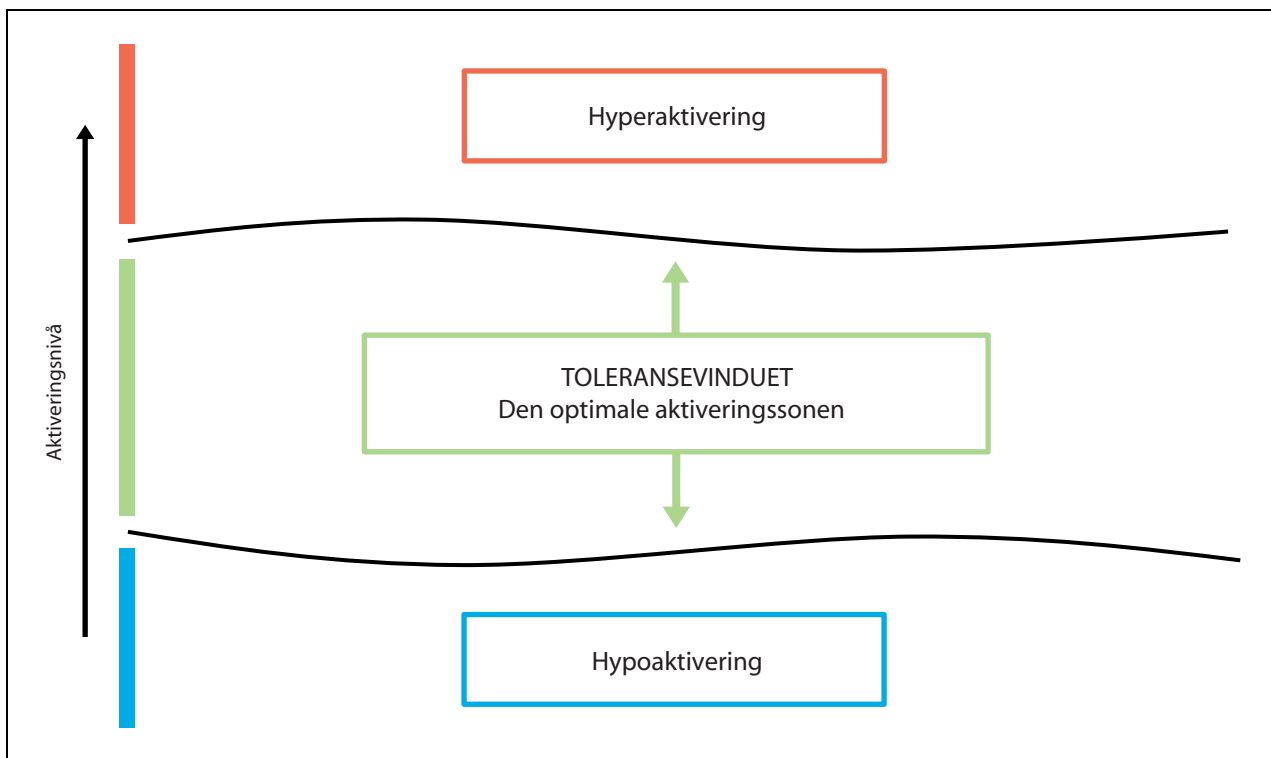 Hyperaktivering
Aktiveringsnivå
TOLERANSEVINDUET
Den optimale aktiveringssonen
Hypoaktivering